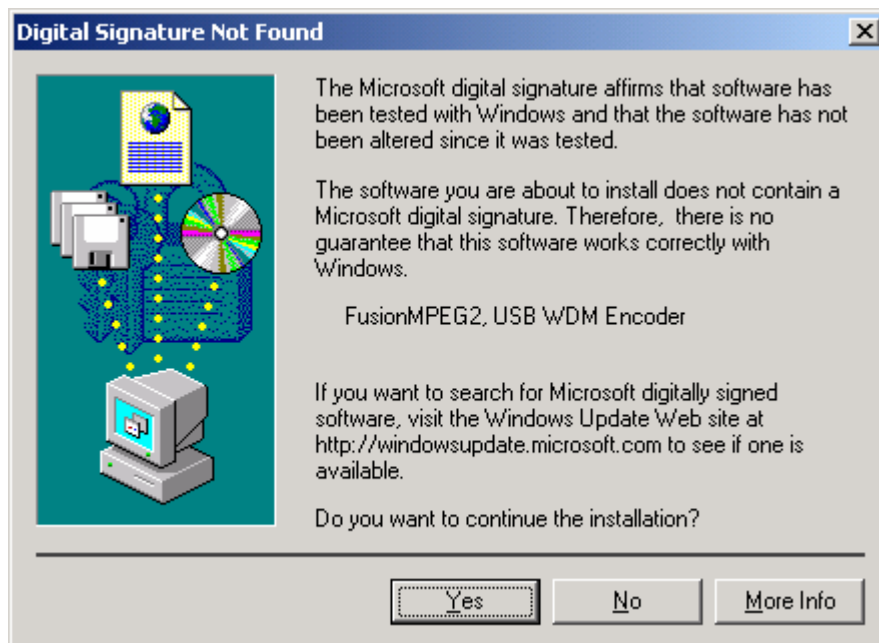 Digital Signature Not Found
The Microsoft digital signature affirms that software has
been tested with Windows and that the software has not
been altered since it was tested.
The software you are about to install does not contain a
Microsoft digital signature. Therefore,  there is no
guarantee that this software works correctly with
Windows.
FusionMPEG2, USB WDM Encoder
If you want to search for Microsoft digitally signed
software, visit the Windows Update Web site at
http://windowsupdate.microsoft.com to see if one is
available.
Do you want to continue the installation?
Yes
No
More Info